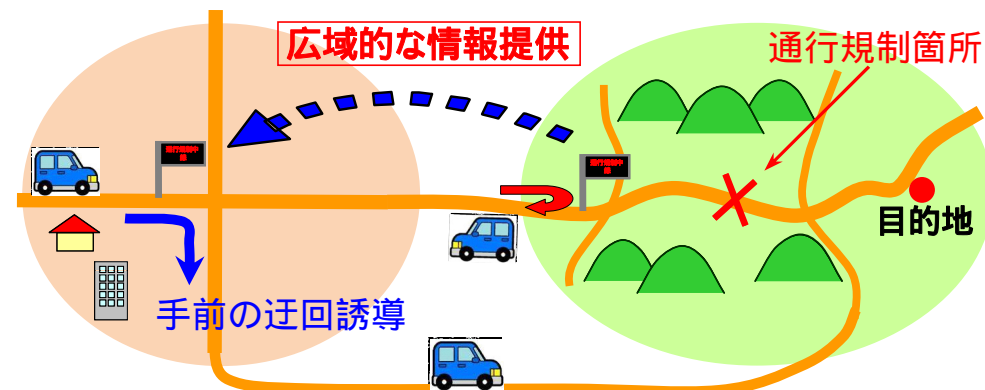 広域的な情報提供
通行規制箇所
目的地
手前の迂回誘導